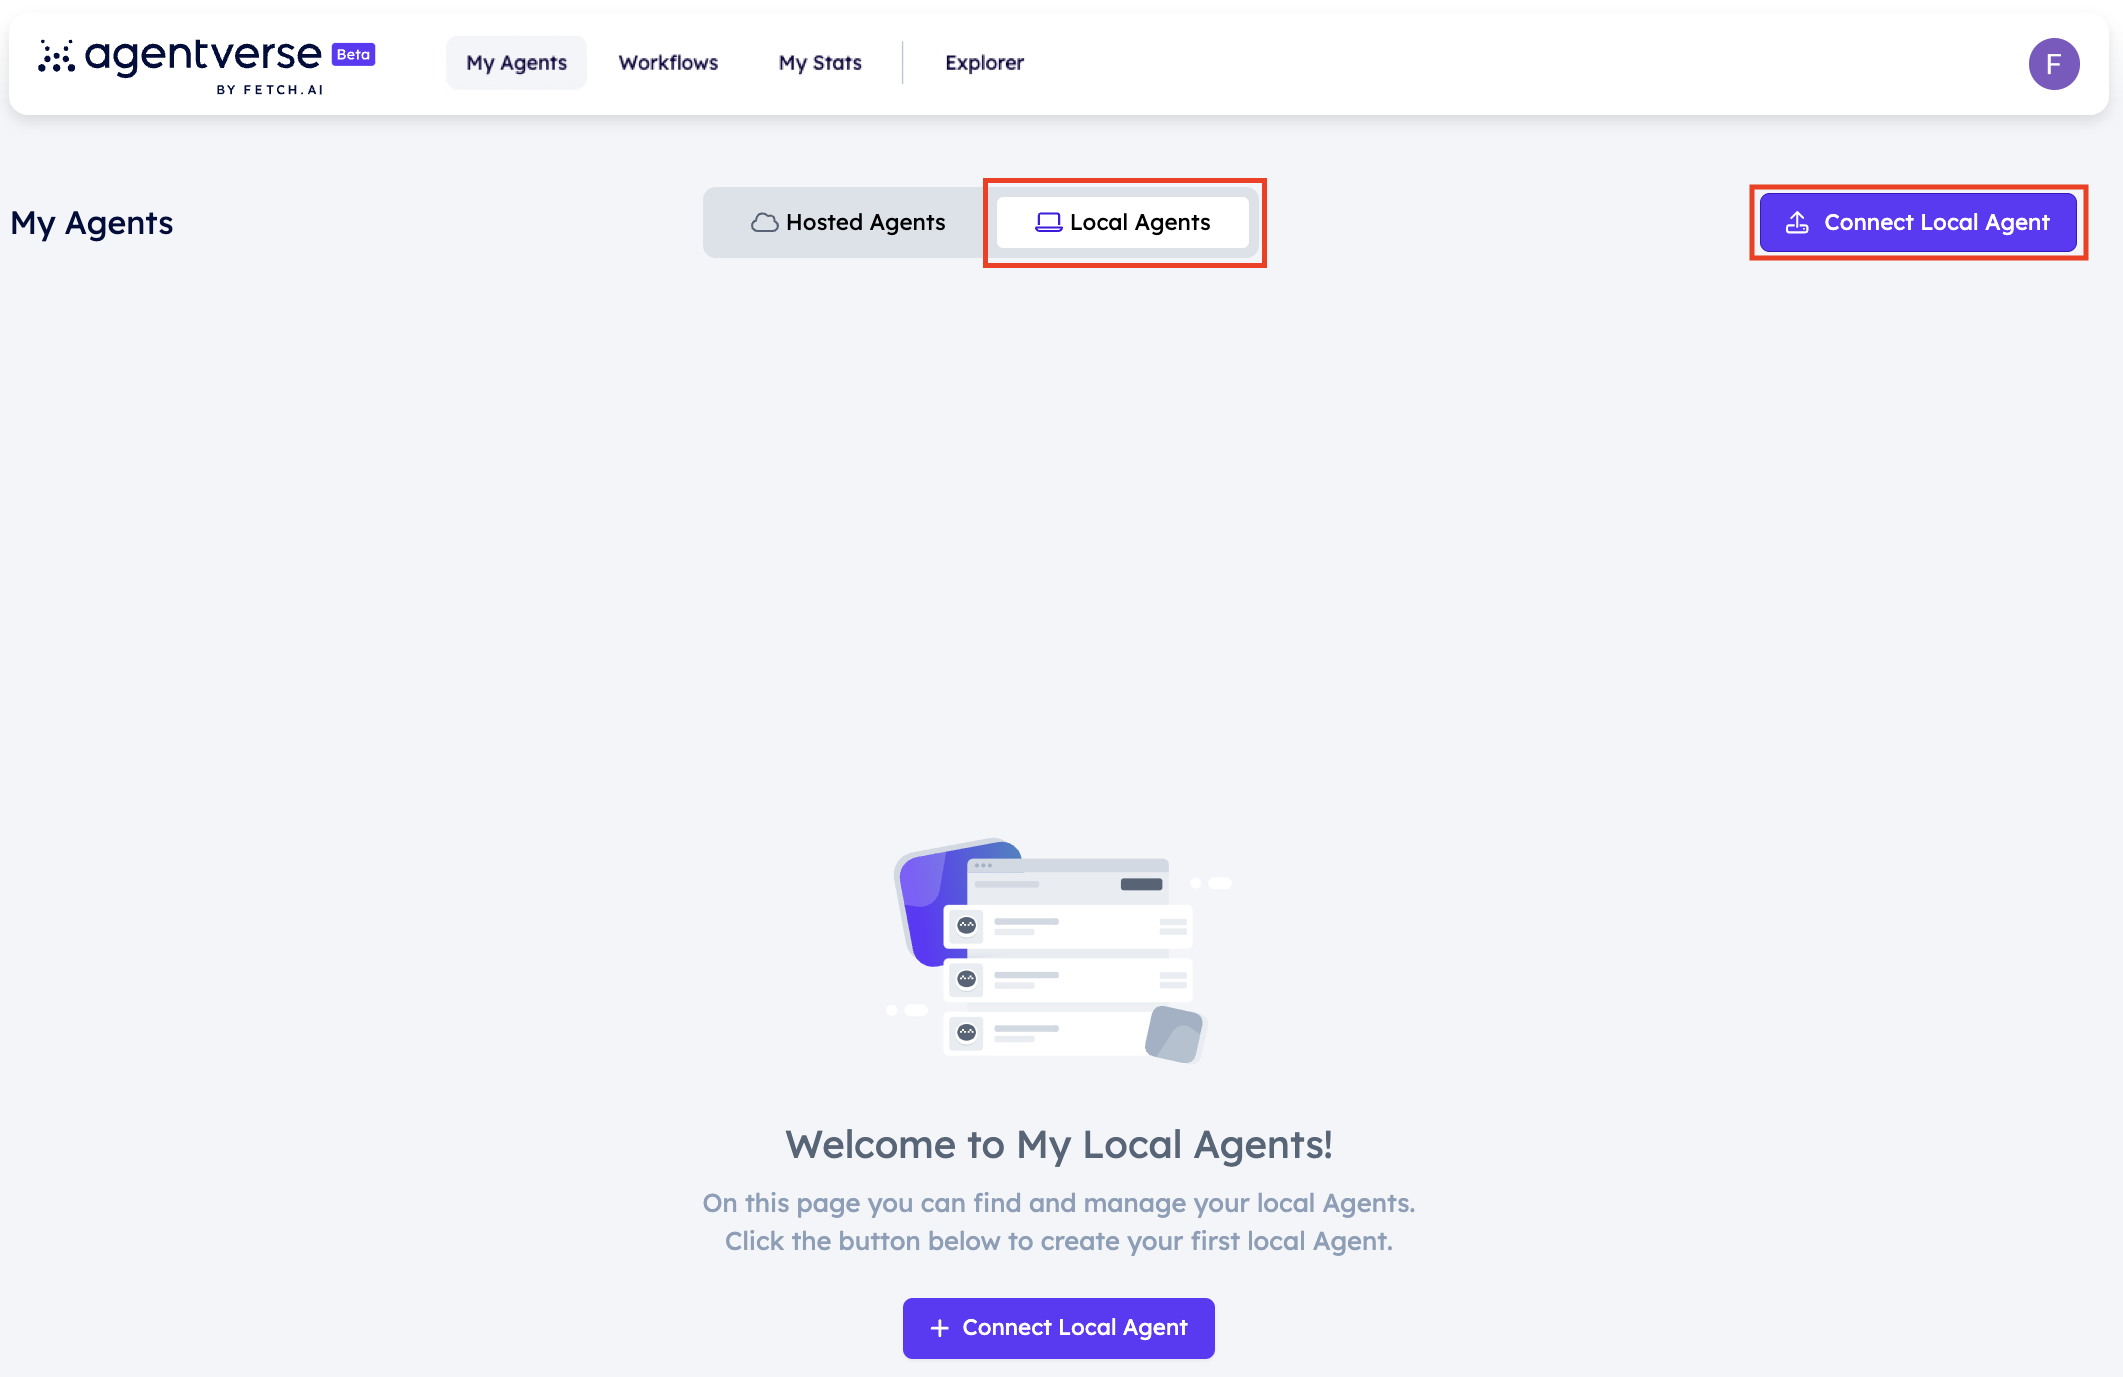 agentverse Beta
BY FETCH.AI
My Agents
Workflows
My Stats
Explorer
F
My Agents
Hosted Agents
Local Agents
Connect Local Agent
Welcome to My Local Agents!
On this page you can find and manage your local Agents.
Click the button below to create your first local Agent.
+ Connect Local Agent